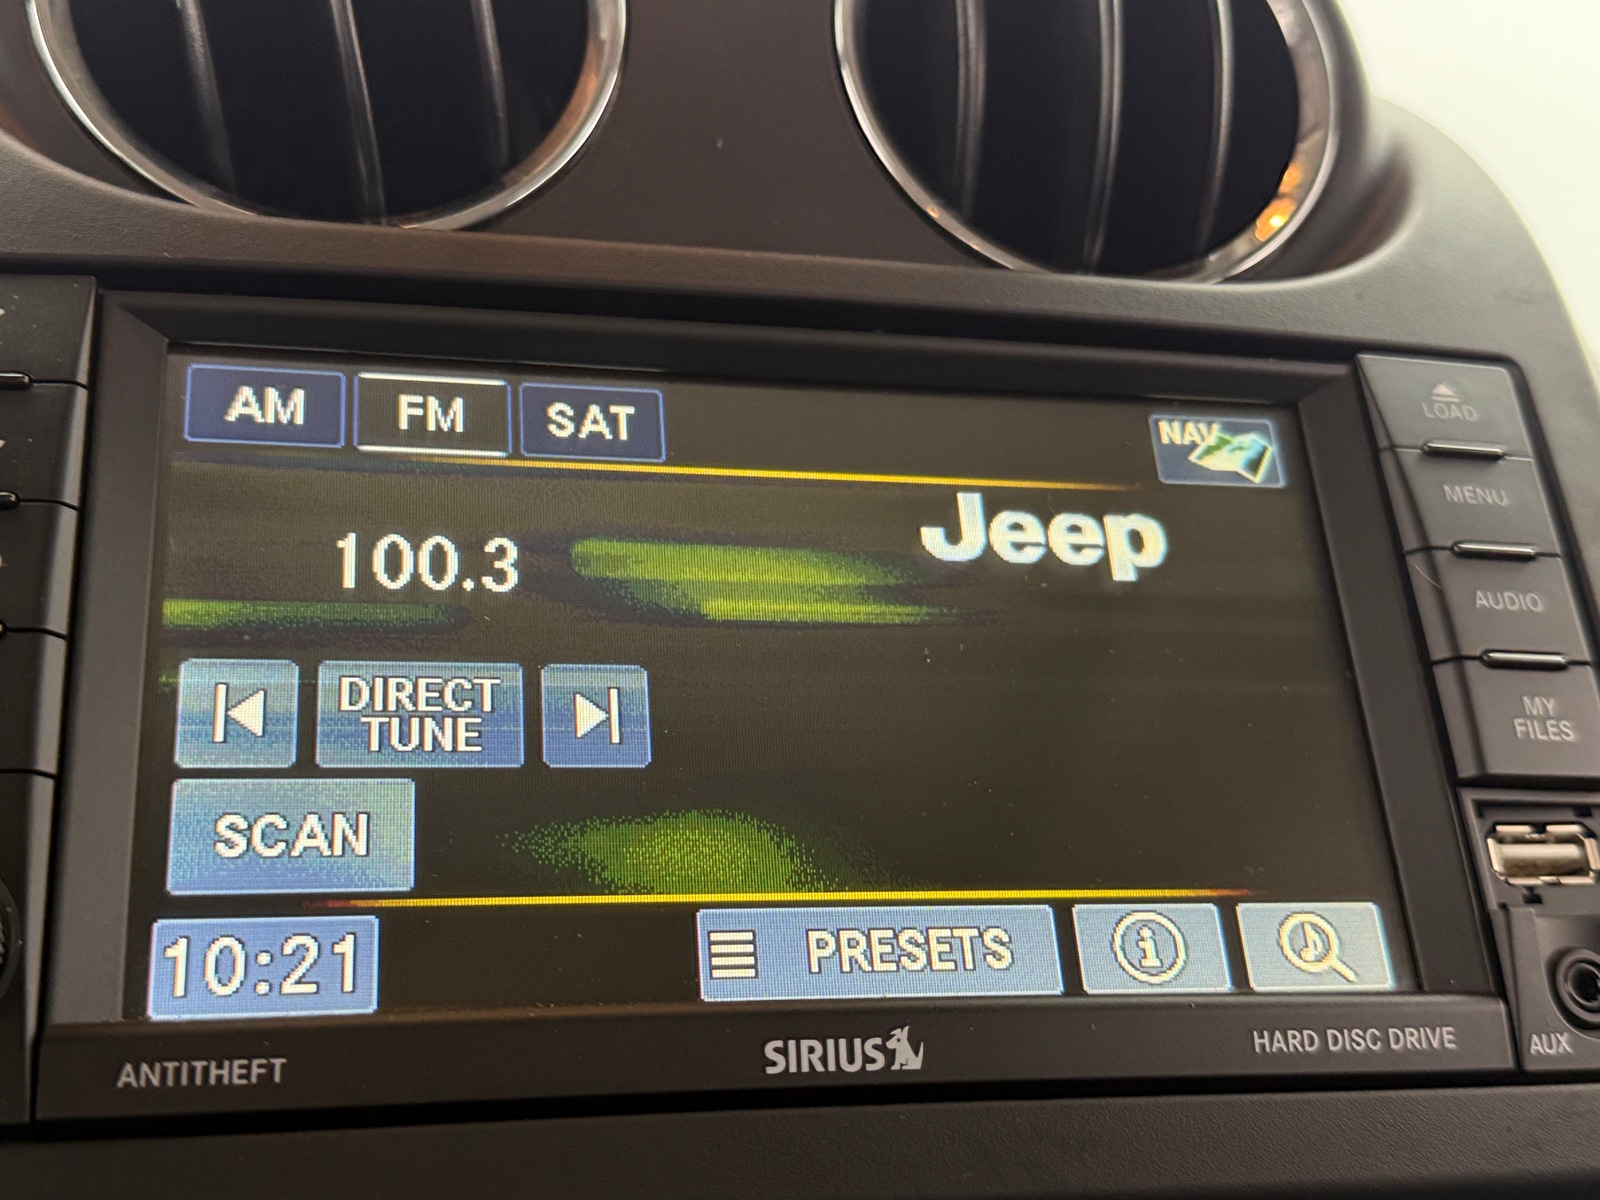 AM
FM
SAT
NAV
Jeep
100.3
DIRECT
TUNE
SCAN
10:21
PRESETS
i
LOAD
MENU
AUDIO
MY
FILES
ANTITHEFT
SIRIUS
HARD DISC DRIVE
AUX